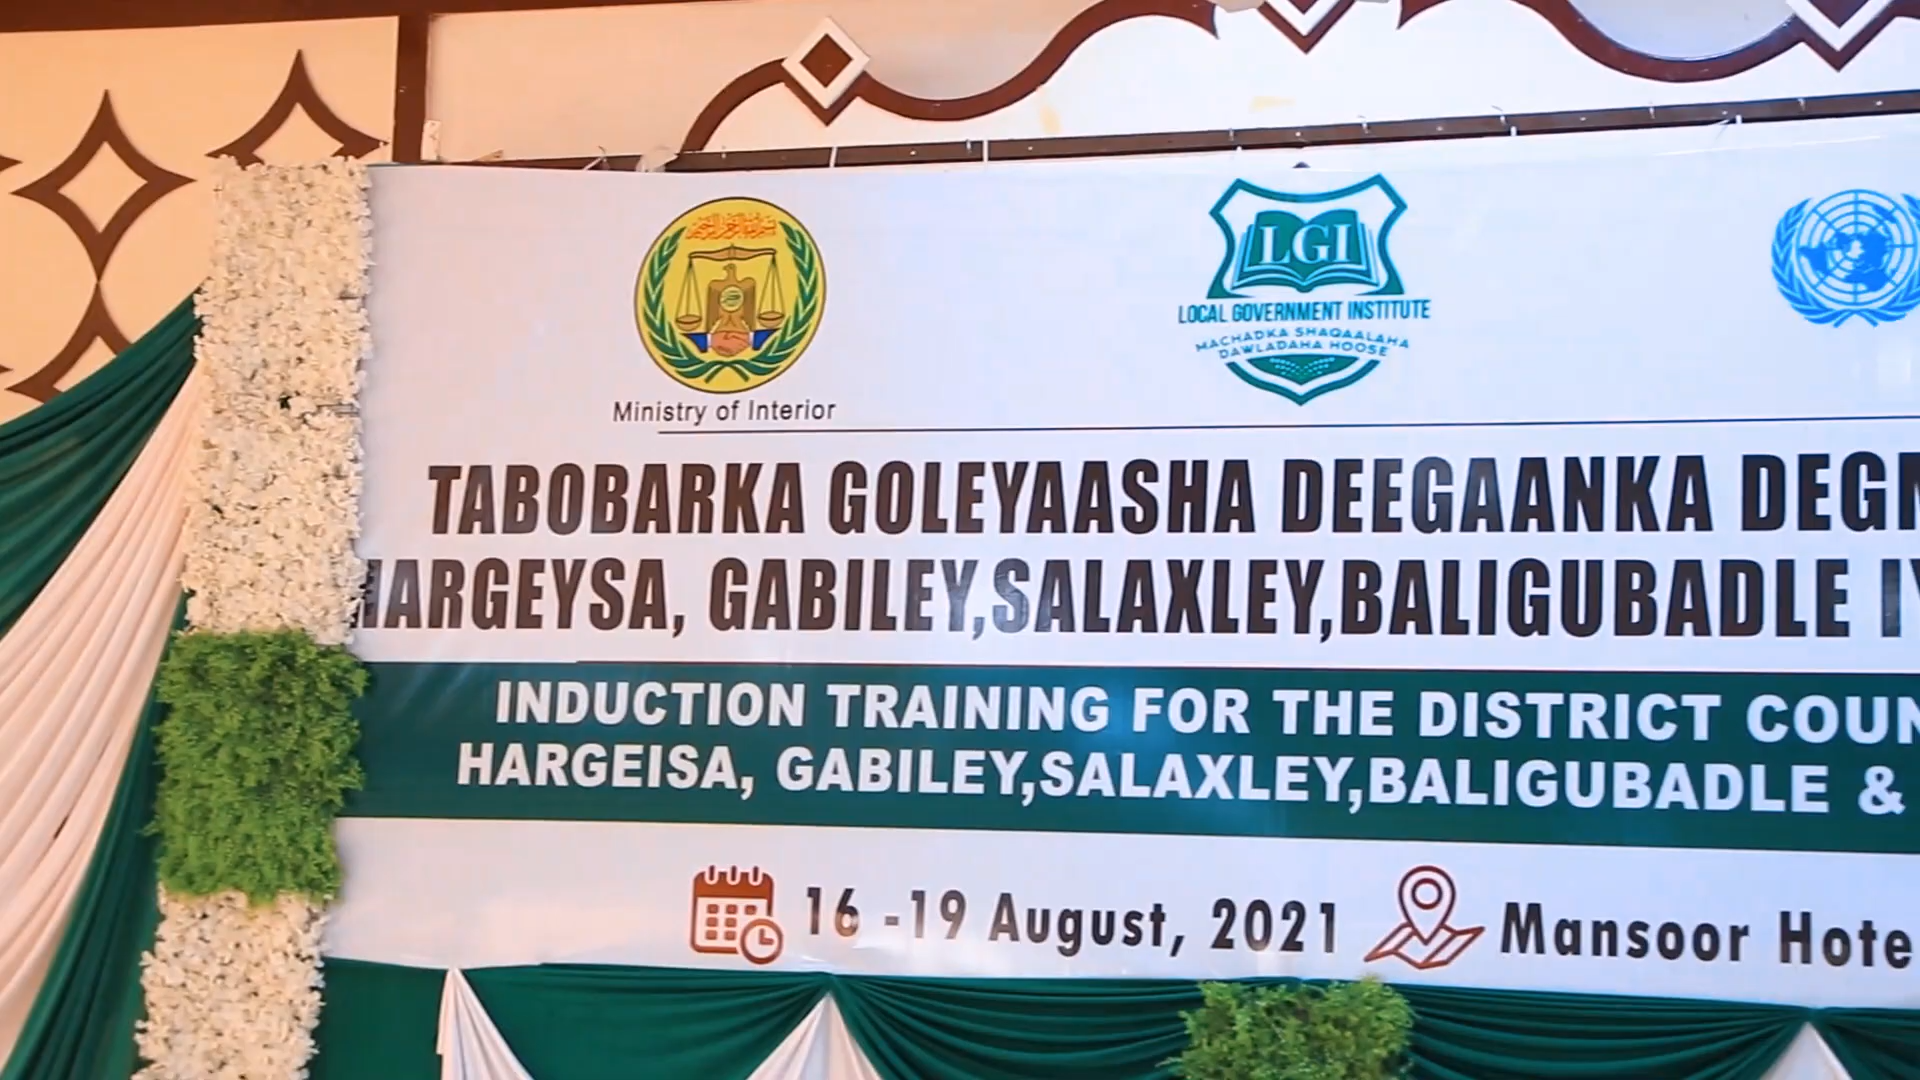 Ministry of Interior
LGI
LOCAL GOVERNMENT INSTITUTE
MACHADKA SHAQAALAHA
DAWLADAHA HOOSE
TABOBARKA GOLEYAASHA DEEGAANKA
HARGEYSA, GABILEY,SALAXLEY,BALIGUBADLE
INDUCTION TRAINING FOR THE DISTRICT
HARGEISA, GABILEY,SALAXLEY,BALIGUBADLE &
16 -19 August, 2021
Mansoor